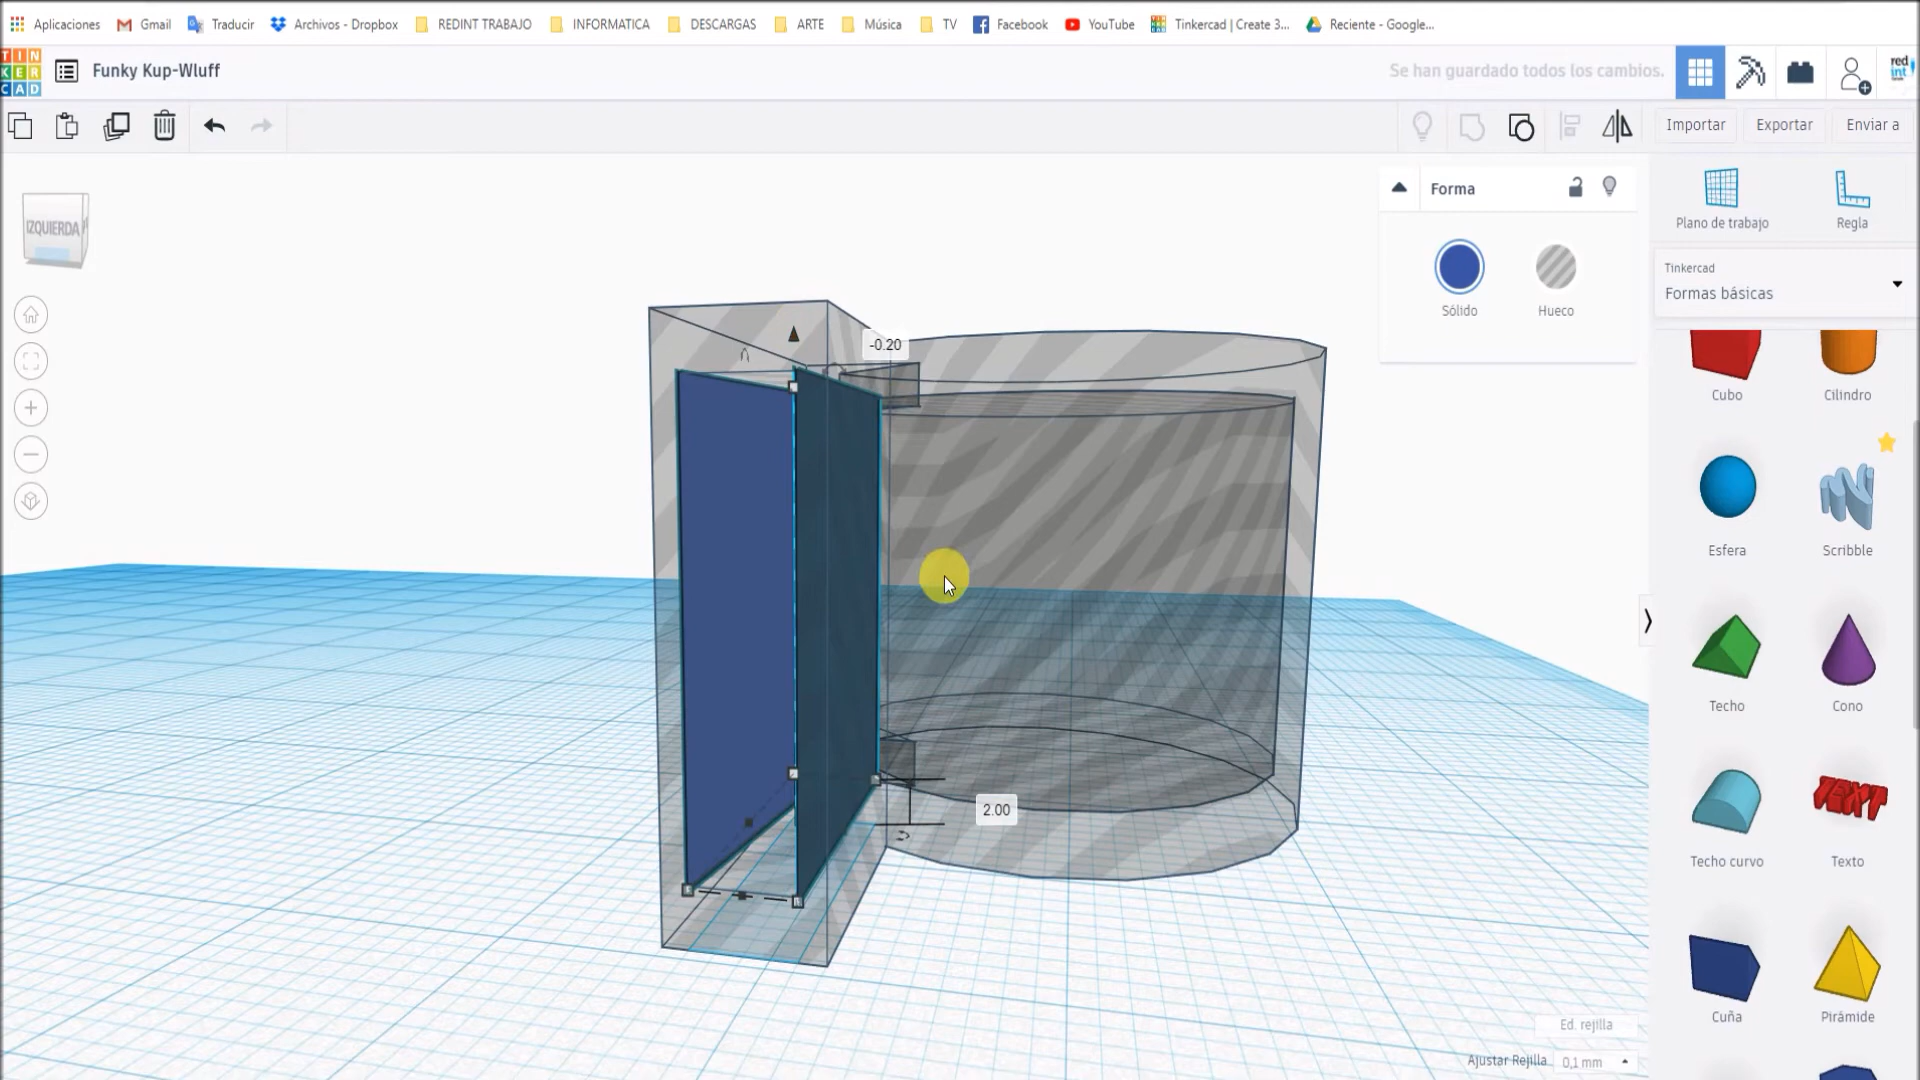 Aplicaciones Gmail Traducir Archivos - Dropbox REDINT TRABAJO INFORMATICA DESCARGAS ARTE Música TV Facebook YouTube Tinkercad | Create 3... Reciente - Google...
TIN
KER
CAD
Funky Kup-Wluff
Se han guardado todos los cambios.
red
int
Importar
Exportar
Enviar a
IZQUIERDA
Forma
Sólido
Hueco
Plano de trabajo
Regla
Tinkercad
Formas básicas
-0.20
2.00
Cubo
Cilindro
Esfera
Scribble
Techo
Cono
Techo curvo
TEXT
Texto
Cuña
Pirámide
Ed. rejilla
Ajustar Rejilla 0,1 mm